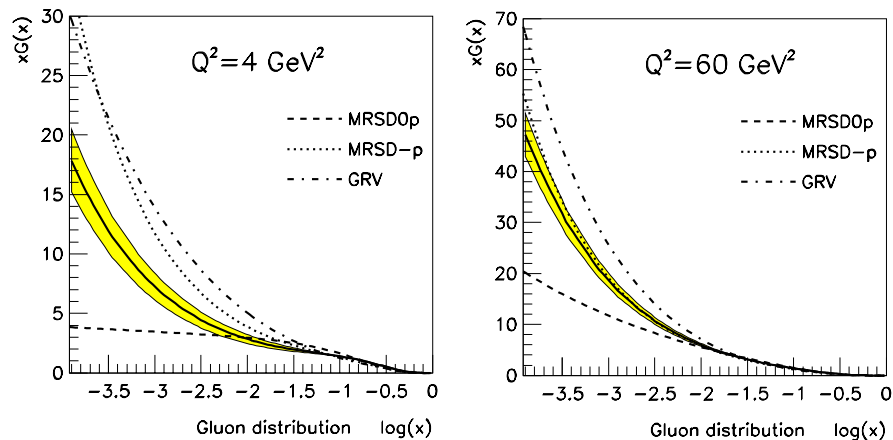 xG(x)
30
25
20
15
10
5
0
Q²=4 GeV²
MRSD0p
MRSD-p
GRV
-3.5 -3 -2.5 -2 -1.5 -1 -0.5 0
Gluon distribution log(x)
xG(x)
70
60
50
40
30
20
10
0
Q²=60 GeV²
MRSD0p
MRSD-p
GRV
-3.5 -3 -2.5 -2 -1.5 -1 -0.5 0
Gluon distribution log(x)